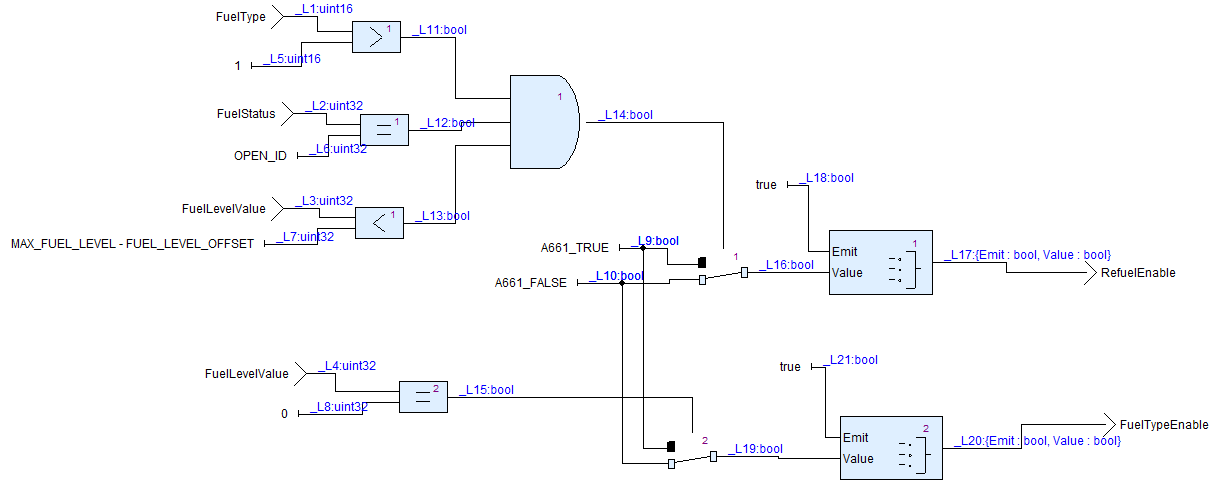 FuelType
_L1:uint16
1
_L11:bool
1
_L5:uint16
FuelStatus
_L2:uint32
1
_L12:bool
OPEN_ID
_L6:uint32
1
_L14:bool
FuelLevelValue
_L3:uint32
1
_L13:bool
MAX_FUEL_LEVEL - FUEL_LEVEL_OFFSET
_L7:uint32
true
_L18:bool
A661_TRUE
_L9:bool
A661_FALSE
_L10:bool
1
_L16:bool
Emit
Value
1
_L17:{Emit : bool, Value : bool}
RefuelEnable
FuelLevelValue
_L4:uint32
0
_L8:uint32
2
_L15:bool
true
_L21:bool
2
_L19:bool
Emit
Value
2
_L20:{Emit : bool, Value : bool}
FuelTypeEnable